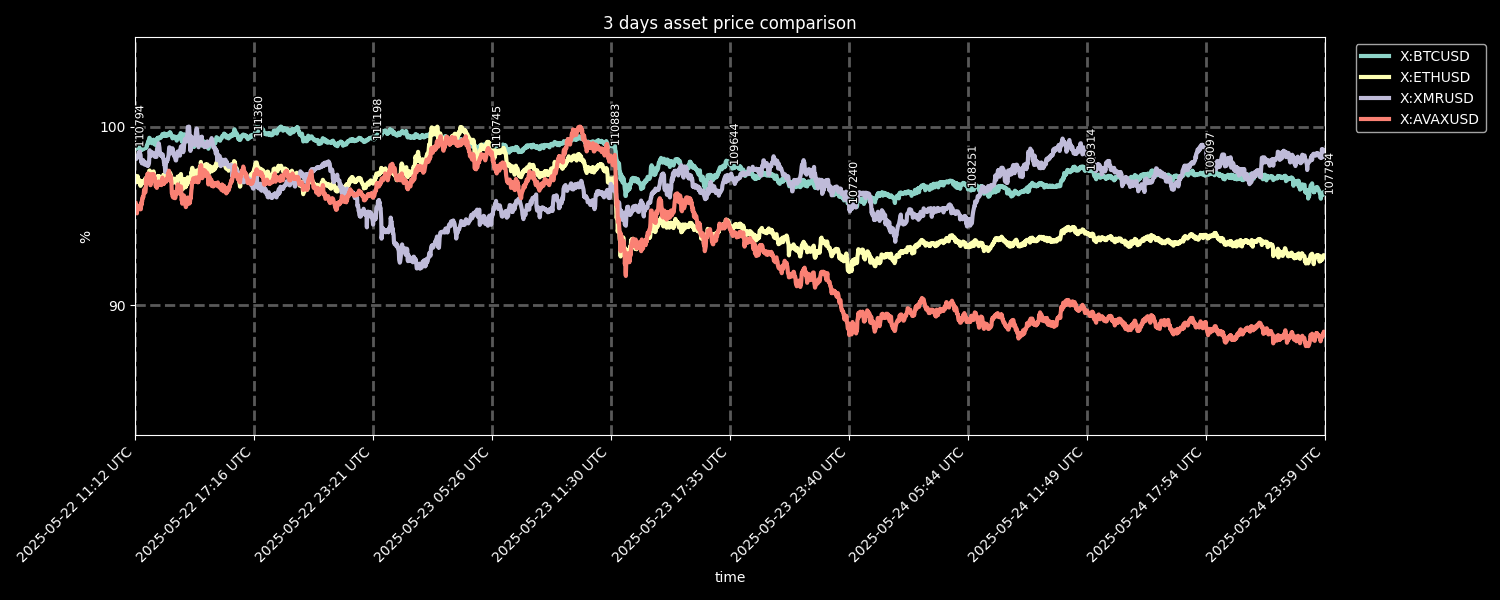 3 days asset price comparison
X:BTCUSD
X:ETHUSD
X:XMRUSD
X:AVAXUSD
100
90
%
110794
111360
111198
110745
110883
109644
107240
108251
109314
109097
107794
2025-05-22 11:12 UTC
2025-05-22 17:16 UTC
2025-05-22 23:21 UTC
2025-05-23 05:26 UTC
2025-05-23 11:30 UTC
2025-05-23 17:35 UTC
2025-05-23 23:40 UTC
2025-05-24 05:44 UTC
2025-05-24 11:49 UTC
2025-05-24 17:54 UTC
2025-05-24 23:59 UTC
time